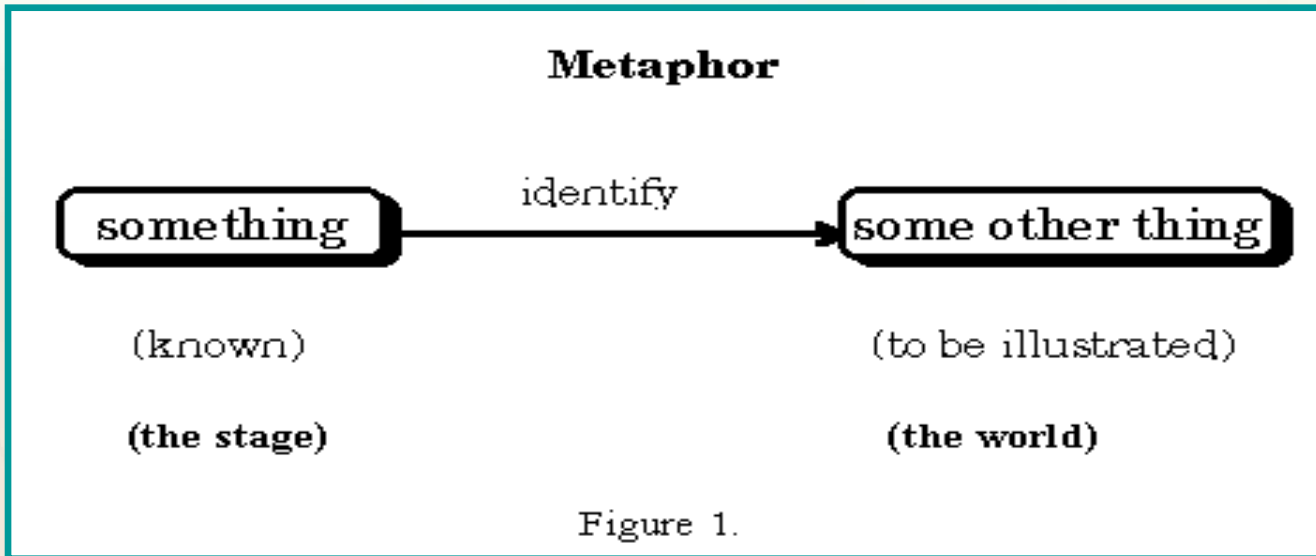 Metaphor
identify
something some other thing
(known) (to be illustrated)
(the stage) (the world)
Figure 1.